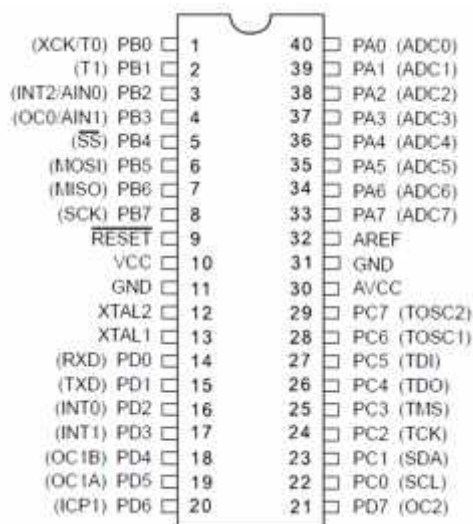 (XCK/T0) PB0 1 40 PA0 (ADC0)
(T1) PB1 2 39 PA1 (ADC1)
(INT2/AIN0) PB2 3 38 PA2 (ADC2)
(OC0/AIN1) PB3 4 37 PA3 (ADC3)
(SS) PB4 5 36 PA4 (ADC4)
(MOSI) PB5 6 35 PA5 (ADC5)
(MISO) PB6 7 34 PA6 (ADC6)
(SCK) PB7 8 33 PA7 (ADC7)
RESET 9 32 AREF
VCC 10 31 GND
GND 11 30 AVCC
XTAL2 12 29 PC7 (TOSC2)
XTAL1 13 28 PC6 (TOSC1)
(RXD) PD0 14 27 PC5 (TDI)
(TXD) PD1 15 26 PC4 (TDO)
(INT0) PD2 16 25 PC3 (TMS)
(INT1) PD3 17 24 PC2 (TCK)
(OC1B) PD4 18 23 PC1 (SDA)
(OC1A) PD5 19 22 PC0 (SCL)
(ICP1) PD6 20 21 PD7 (OC2)